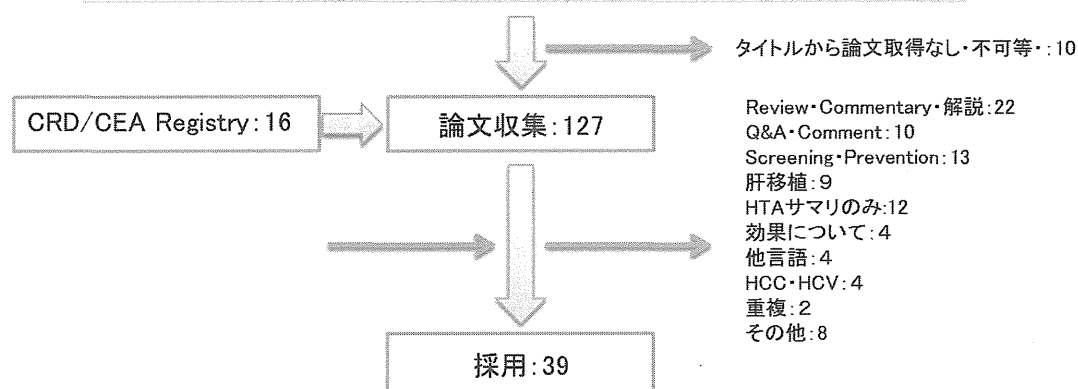 タイトルから論文取得なし・不可等・:10
CRD/CEA Registry:16
論文収集:127
Review・Commentary・解説:22
Q&A・Comment:10
Screening・Prevention:13
肝移植:9
HTAサマリのみ:12
効果について:4
他言語:4
HCC・HCV:4
重複:2
その他:8
採用:39